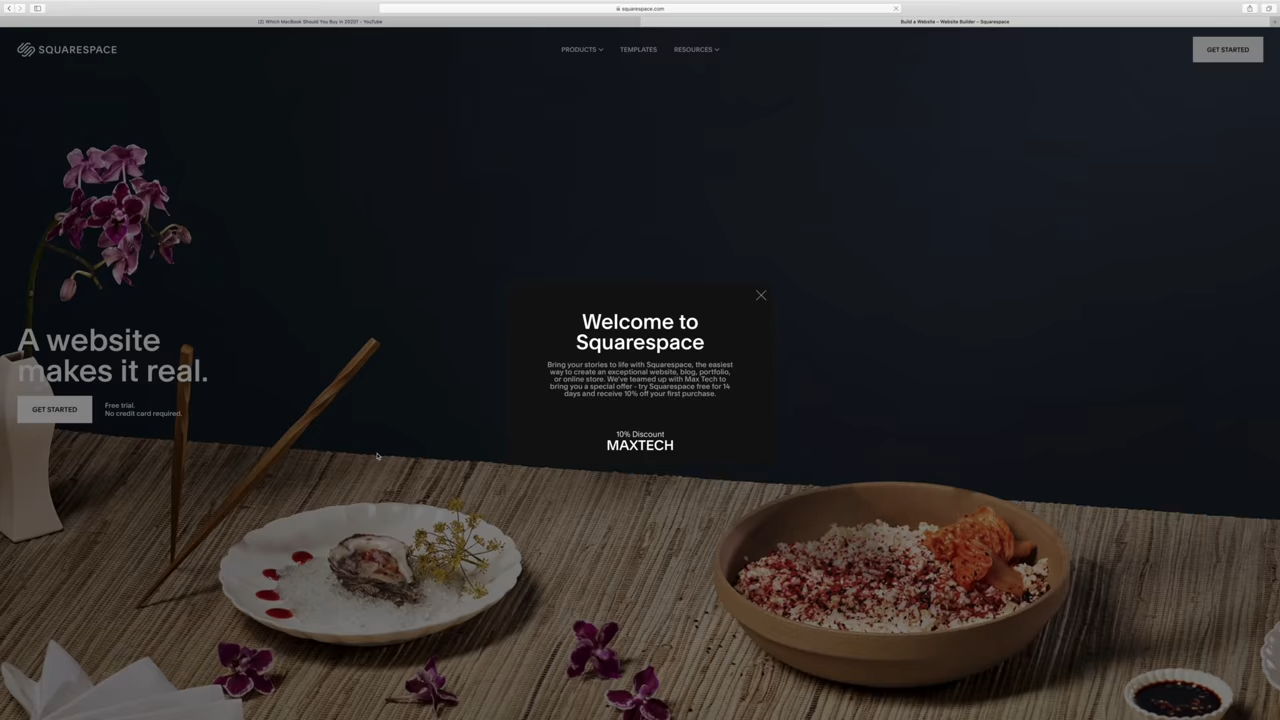 squarespace.com
(2) Which MacBook Should You Buy in 2020? - YouTube
Build a Website – Website Builder – Squarespace
SQUARESPACE
PRODUCTS
TEMPLATES
RESOURCES
GET STARTED
A website
makes it real.
GET STARTED
Free trial.
No credit card required.
Welcome to
Squarespace
Bring your stories to life with Squarespace, the easiest
way to create an exceptional website, blog, portfolio,
or online store. We've teamed up with Max Tech to
bring you a special offer - try Squarespace free for 14
days and receive 10% off your first purchase.
10% Discount
MAXTECH